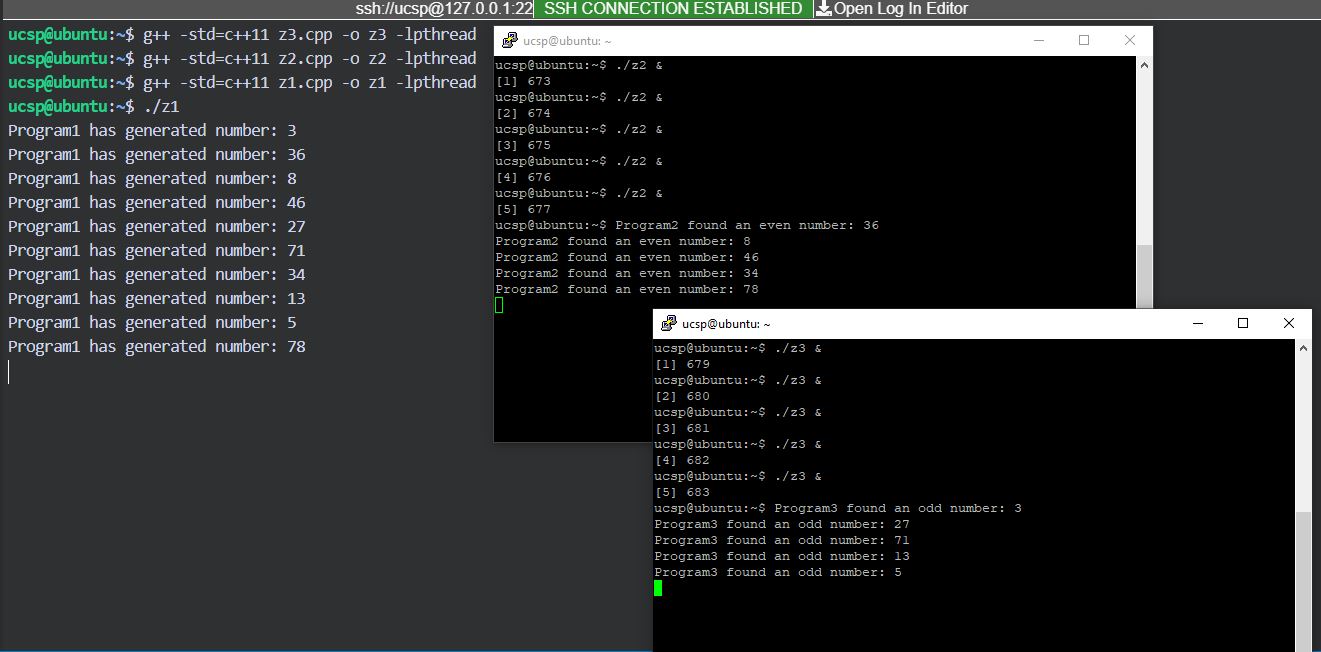 ssh://ucsp@127.0.0.1:22 SSH CONNECTION ESTABLISHED Open Log In Editor
ucsp@ubuntu:~$ g++ -std=c++11 z3.cpp -o z3 -lpthread
ucsp@ubuntu:~$ g++ -std=c++11 z2.cpp -o z2 -lpthread
ucsp@ubuntu:~$ g++ -std=c++11 z1.cpp -o z1 -lpthread
ucsp@ubuntu:~$ ./z1
Program1 has generated number: 3
Program1 has generated number: 36
Program1 has generated number: 8
Program1 has generated number: 46
Program1 has generated number: 27
Program1 has generated number: 71
Program1 has generated number: 34
Program1 has generated number: 13
Program1 has generated number: 5
Program1 has generated number: 78
ucsp@ubuntu: ~
ucsp@ubuntu:~$ ./z2 &
[1] 673
ucsp@ubuntu:~$ ./z2 &
[2] 674
ucsp@ubuntu:~$ ./z2 &
[3] 675
ucsp@ubuntu:~$ ./z2 &
[4] 676
ucsp@ubuntu:~$ ./z2 &
[5] 677
ucsp@ubuntu:~$ Program2 found an even number: 36
Program2 found an even number: 8
Program2 found an even number: 46
Program2 found an even number: 34
Program2 found an even number: 78
ucsp@ubuntu: ~
ucsp@ubuntu:~$ ./z3 &
[1] 679
ucsp@ubuntu:~$ ./z3 &
[2] 680
ucsp@ubuntu:~$ ./z3 &
[3] 681
ucsp@ubuntu:~$ ./z3 &
[4] 682
ucsp@ubuntu:~$ ./z3 &
[5] 683
ucsp@ubuntu:~$ Program3 found an odd number: 3
Program3 found an odd number: 27
Program3 found an odd number: 71
Program3 found an odd number: 13
Program3 found an odd number: 5